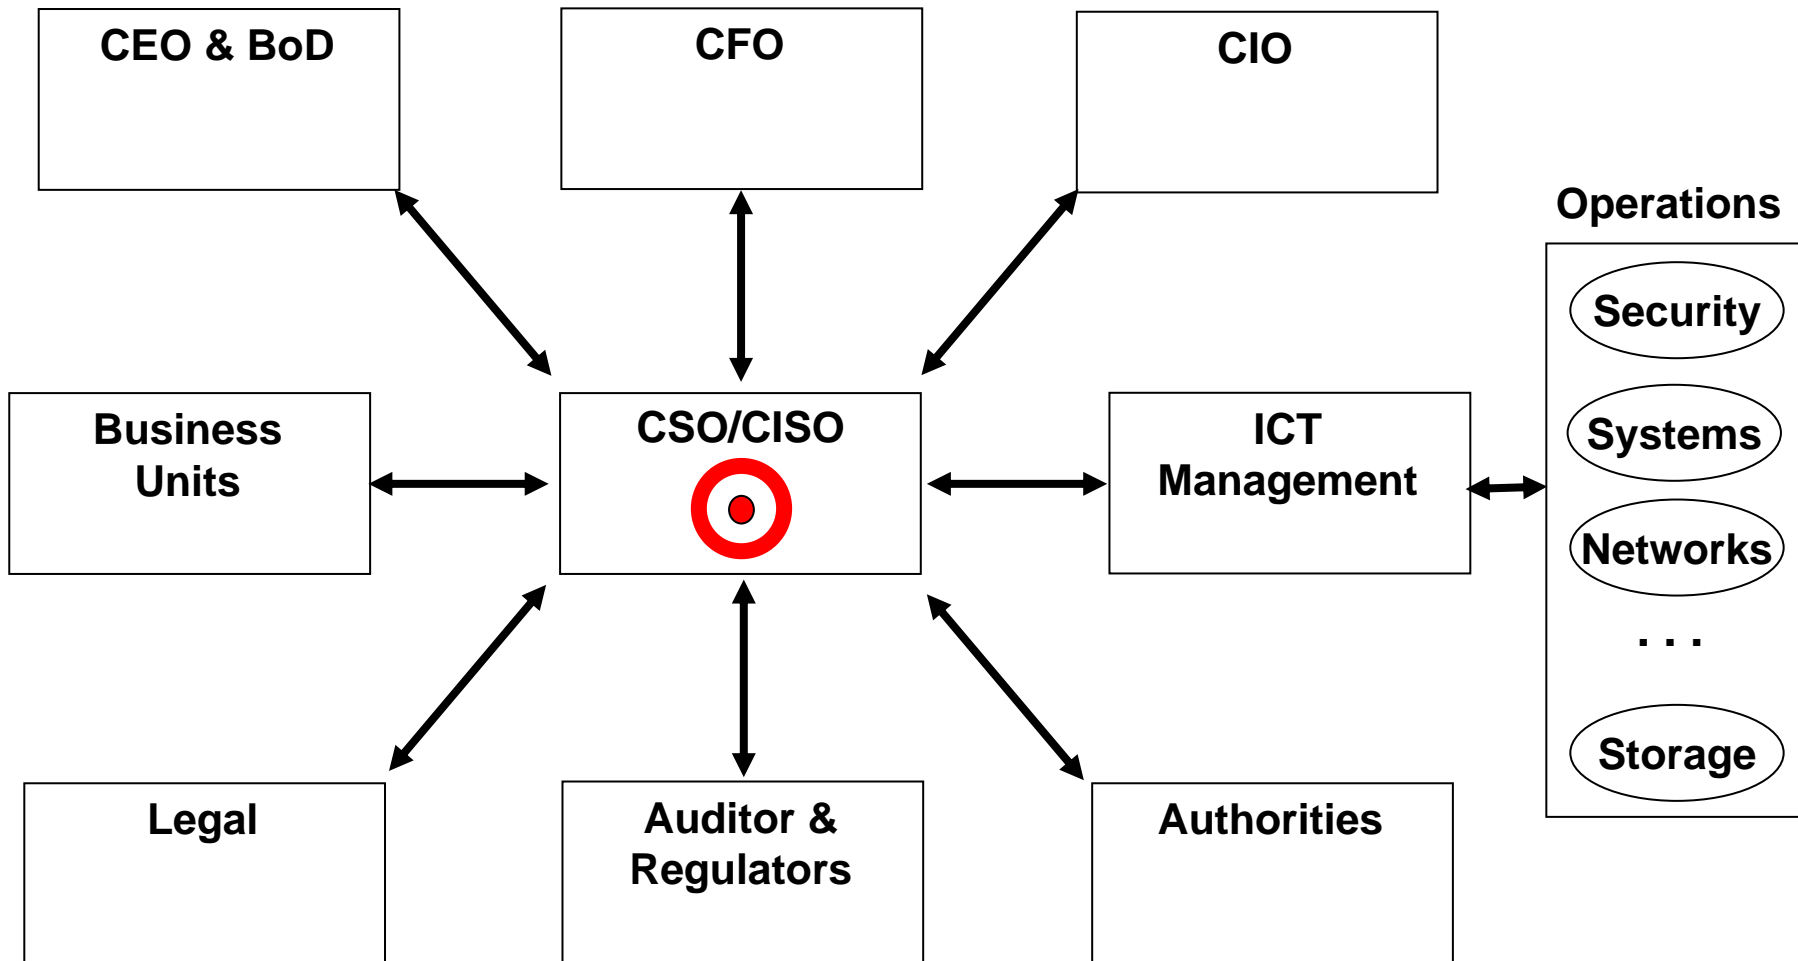 CEO & BoD
CFO
CIO
Operations
Security
Systems
Networks
. . .
Storage
Business
Units
CSO/CISO
ICT
Management
Legal
Auditor &
Regulators
Authorities